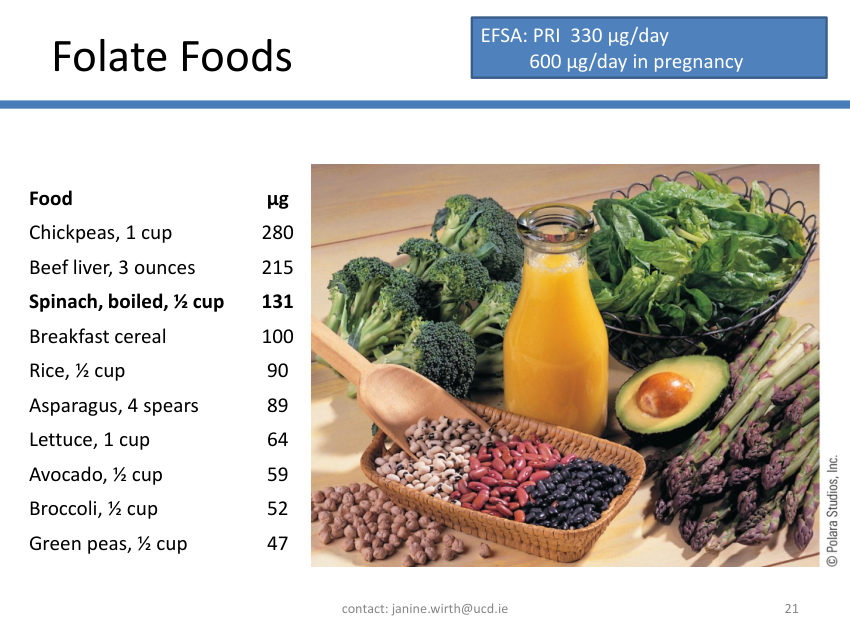 Folate Foods
EFSA: PRI  330 µg/day
600 µg/day in pregnancy
Food µg
Chickpeas, 1 cup 280
Beef liver, 3 ounces 215
Spinach, boiled, ½ cup 131
Breakfast cereal 100
Rice, ½ cup 90
Asparagus, 4 spears 89
Lettuce, 1 cup 64
Avocado, ½ cup 59
Broccoli, ½ cup 52
Green peas, ½ cup 47
© Polara Studios, Inc.
contact: janine.wirth@ucd.ie
21